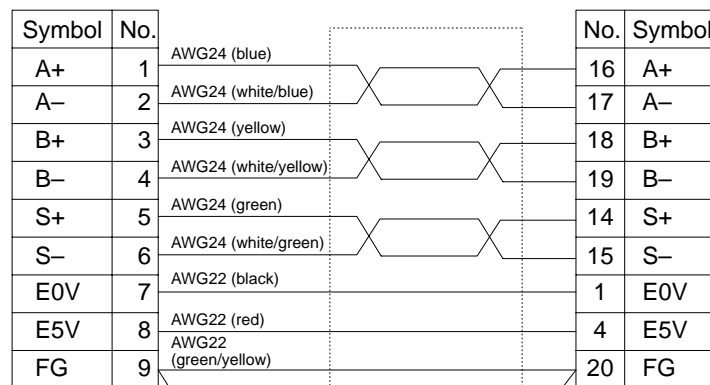 Symbol No. No. Symbol
A+ 1 AWG24 (blue) 16 A+
A– 2 AWG24 (white/blue) 17 A–
B+ 3 AWG24 (yellow) 18 B+
B– 4 AWG24 (white/yellow) 19 B–
S+ 5 AWG24 (green) 14 S+
S– 6 AWG24 (white/green) 15 S–
E0V 7 AWG22 (black) 1 E0V
E5V 8 AWG22 (red) 4 E5V
FG 9 AWG22 (green/yellow) 20 FG